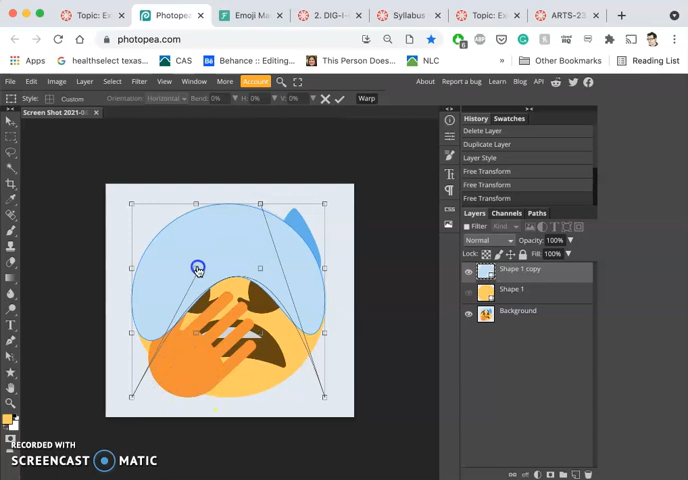 Topic: Ex
Photopea
Emoji Ma
2. DIG-I-
Syllabus
Topic: Ex
ARTS-23
photopea.com
Apps
healthselect texas...
CAS
Behance :: Editing...
This Person Does...
NLC
»
Other Bookmarks
Reading List
File Edit Image Layer Select Filter View Window More Account
About Report a bug Learn Blog API
Style: Custom Orientation: Horizontal Bend: 0% H: 0% V: 0% Warp
Screen Shot 2021-0
History Swatches
Delete Layer
Duplicate Layer
Layer Style
Free Transform
Free Transform
Free Transform
Layers Channels Paths
Filter Kind
Normal Opacity: 100%
Lock: Fill: 100%
Shape 1 copy
Shape 1
Background
CSS
RECORDED WITH
SCREENCAST MATIC